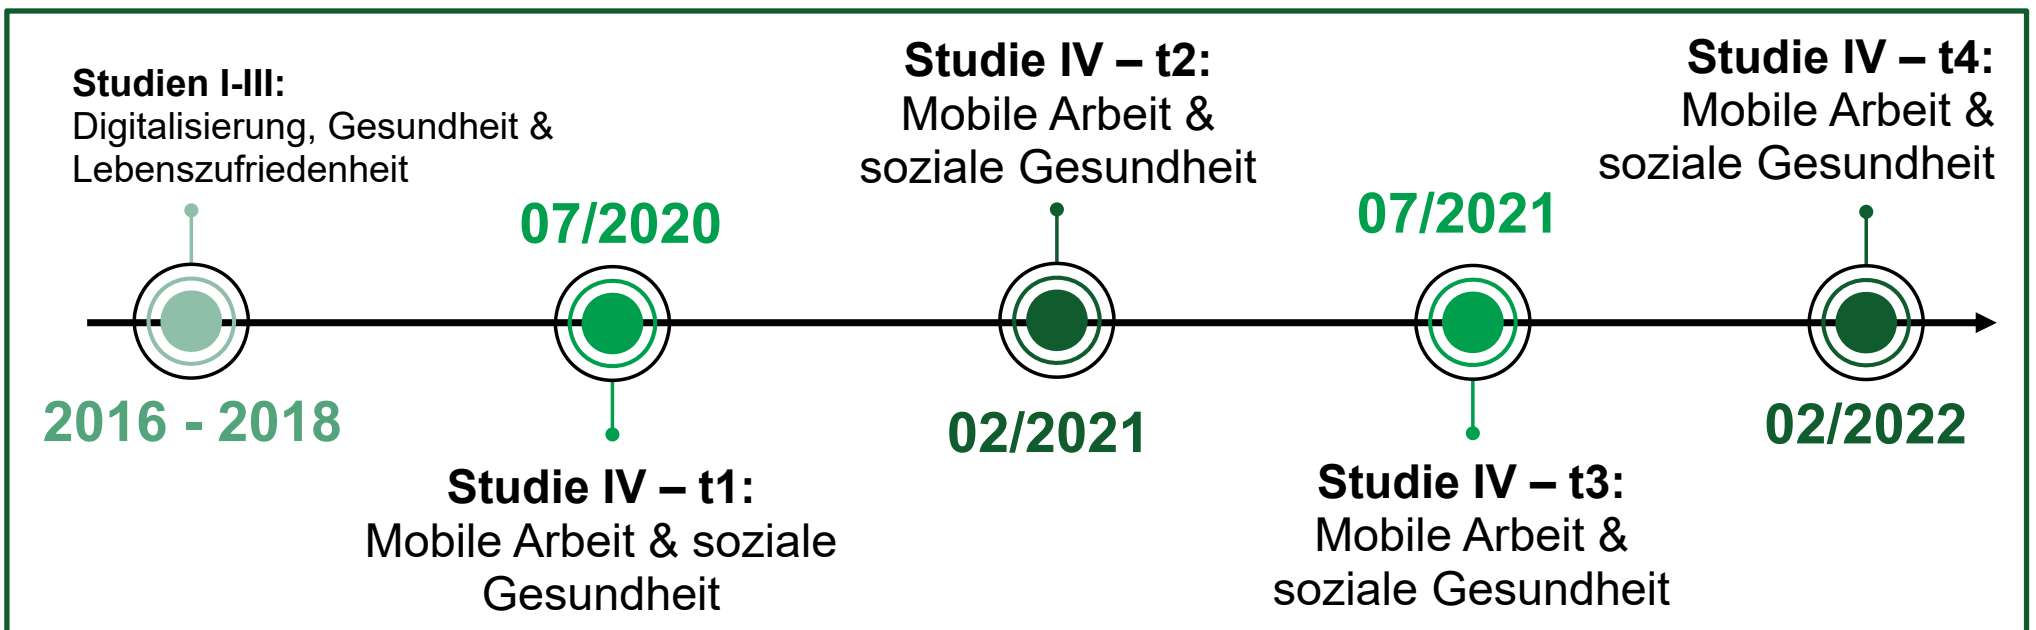 Studien I-III:
Digitalisierung, Gesundheit &
Lebenszufriedenheit
2016 - 2018
07/2020
Studie IV – t1:
Mobile Arbeit & soziale
Gesundheit
Studie IV – t2:
Mobile Arbeit &
soziale Gesundheit
02/2021
07/2021
Studie IV – t3:
Mobile Arbeit &
soziale Gesundheit
Studie IV – t4:
Mobile Arbeit &
soziale Gesundheit
02/2022